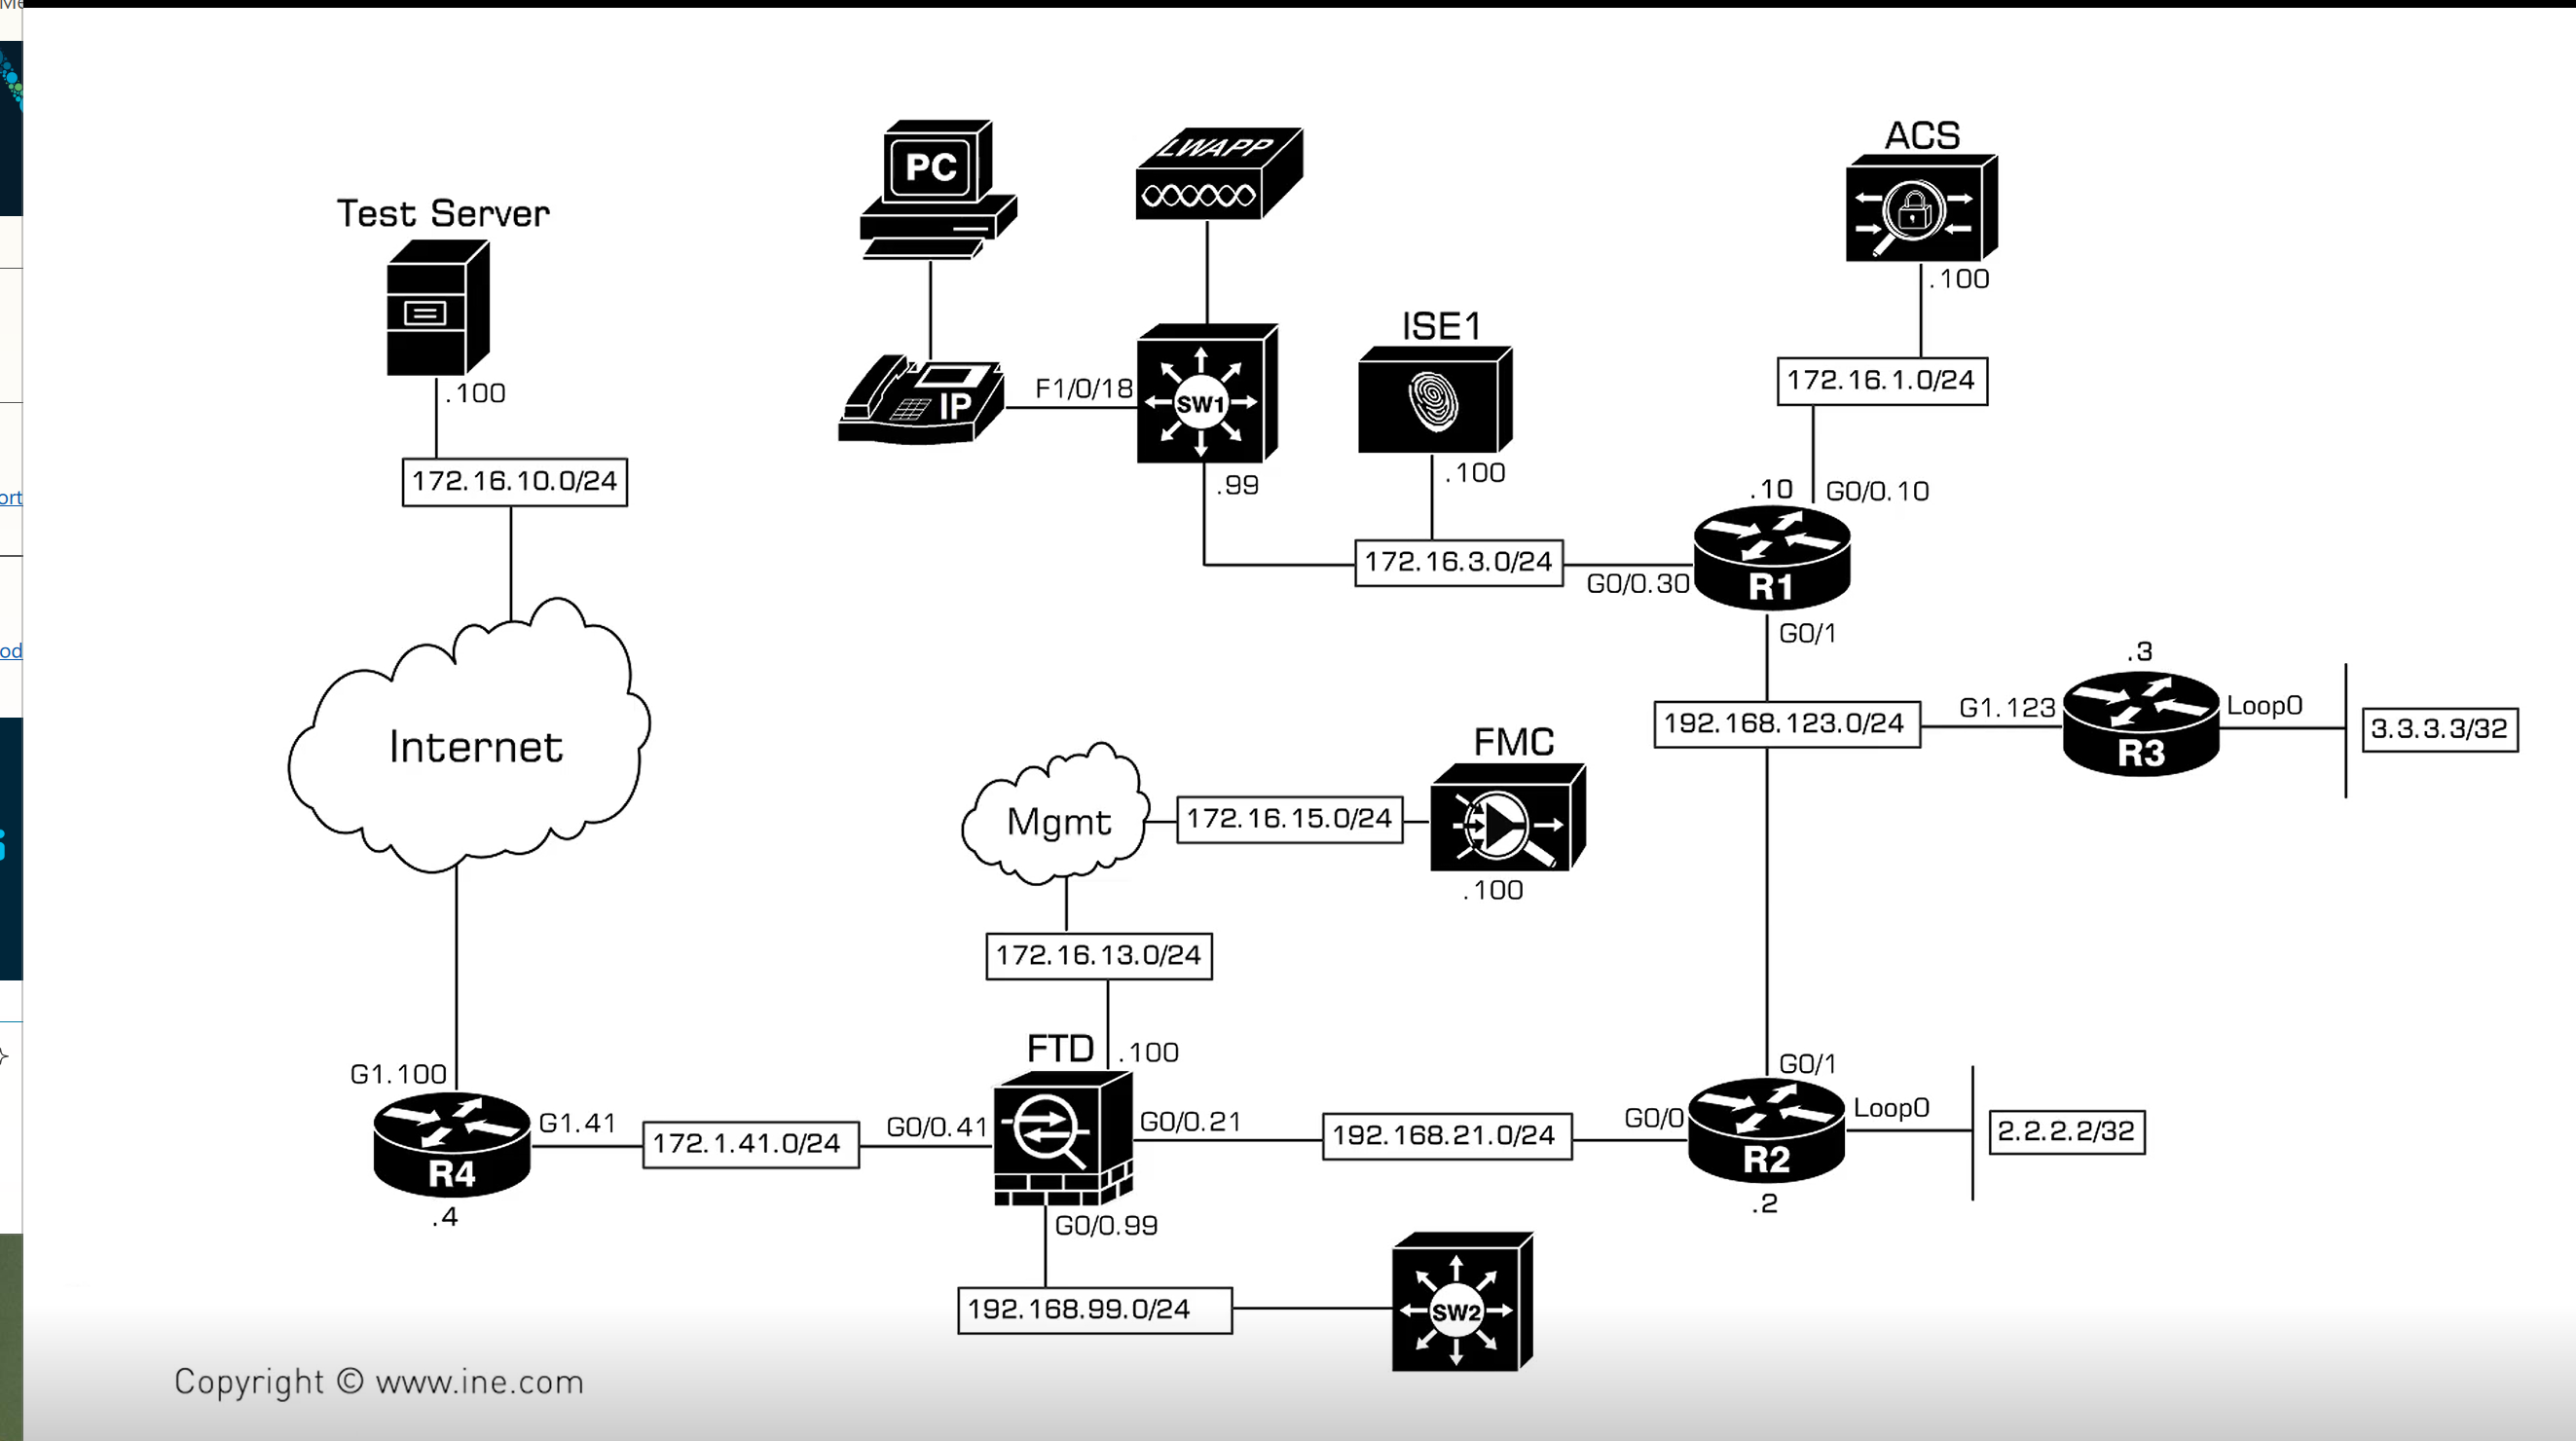 Me
ort
od
Test Server
.100
172.16.10.0/24
Internet
G1.100
R4
.4
G1.41
172.1.41.0/24
PC
IP
F1/0/18
LWAPP
SW1
.99
ISE1
.100
172.16.3.0/24
G0/0.30
ACS
.100
172.16.1.0/24
.10
G0/0.10
R1
G0/1
192.168.123.0/24
G1.123
.3
R3
Loop0
3.3.3.3/32
Mgmt
172.16.15.0/24
FMC
.100
172.16.13.0/24
FTD
.100
G0/0.41
G0/0.21
G0/0.99
192.168.21.0/24
G0/0
G0/1
R2
.2
Loop0
2.2.2.2/32
192.168.99.0/24
SW2
Copyright © www.ine.com